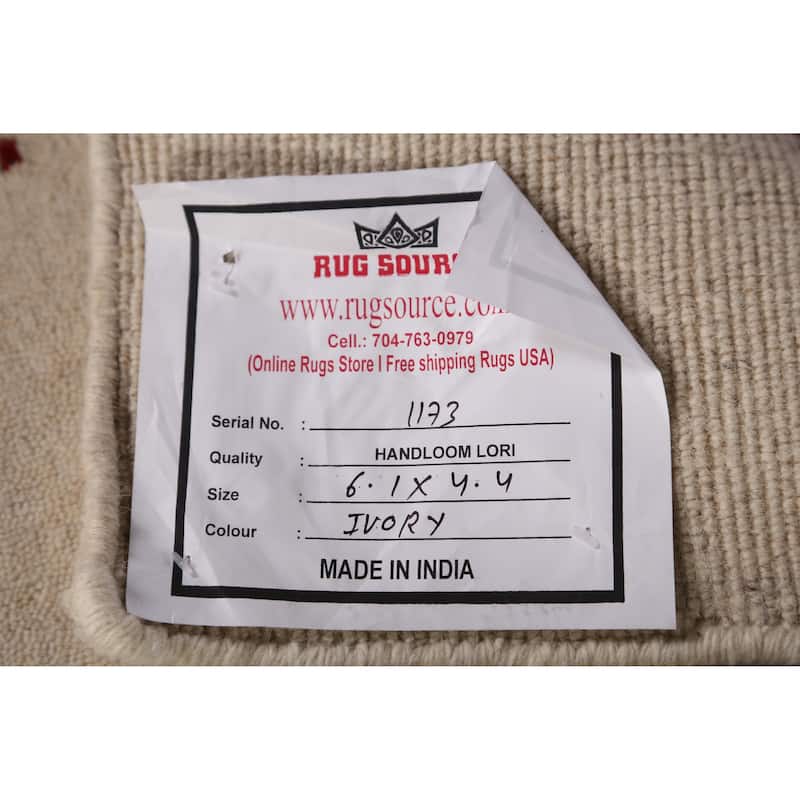 RUG SOUR
www.rugsource.co
Cell.: 704-763-0979
(Online Rugs Store I Free shipping Rugs USA)
Serial No. : 1173
Quality : HANDLOOM LORI
Size : 6.1 X 4.4
Colour : IVORY
MADE IN INDIA